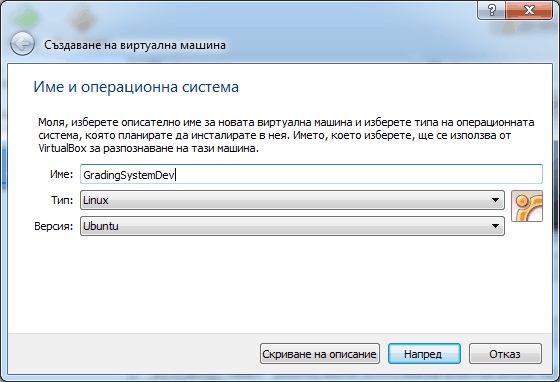 Създаване на виртуална машина
Име и операционна система
Моля, изберете описателно име за новата виртуална машина и изберете типа на операционната
система, която планирате да инсталирате в нея. Името, което изберете, ще се използва от
VirtualBox за разпознаване на тази машина.
Име: GradingSystemDev
Тип: Linux
Версия: Ubuntu
Скриване на описание Напред Отказ